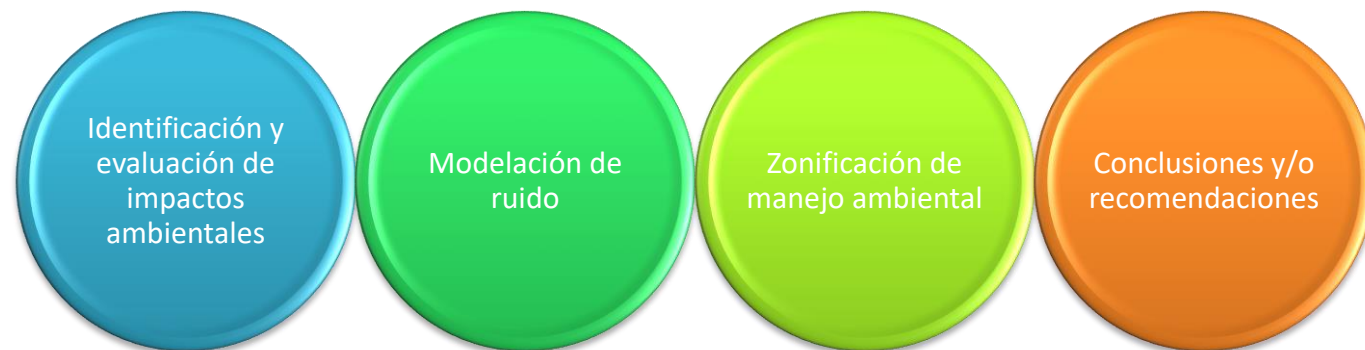 Identificación y
evaluación de
impactos
ambientales
Modelación de
ruido
Zonificación de
manejo ambiental
Conclusiones y/o
recomendaciones